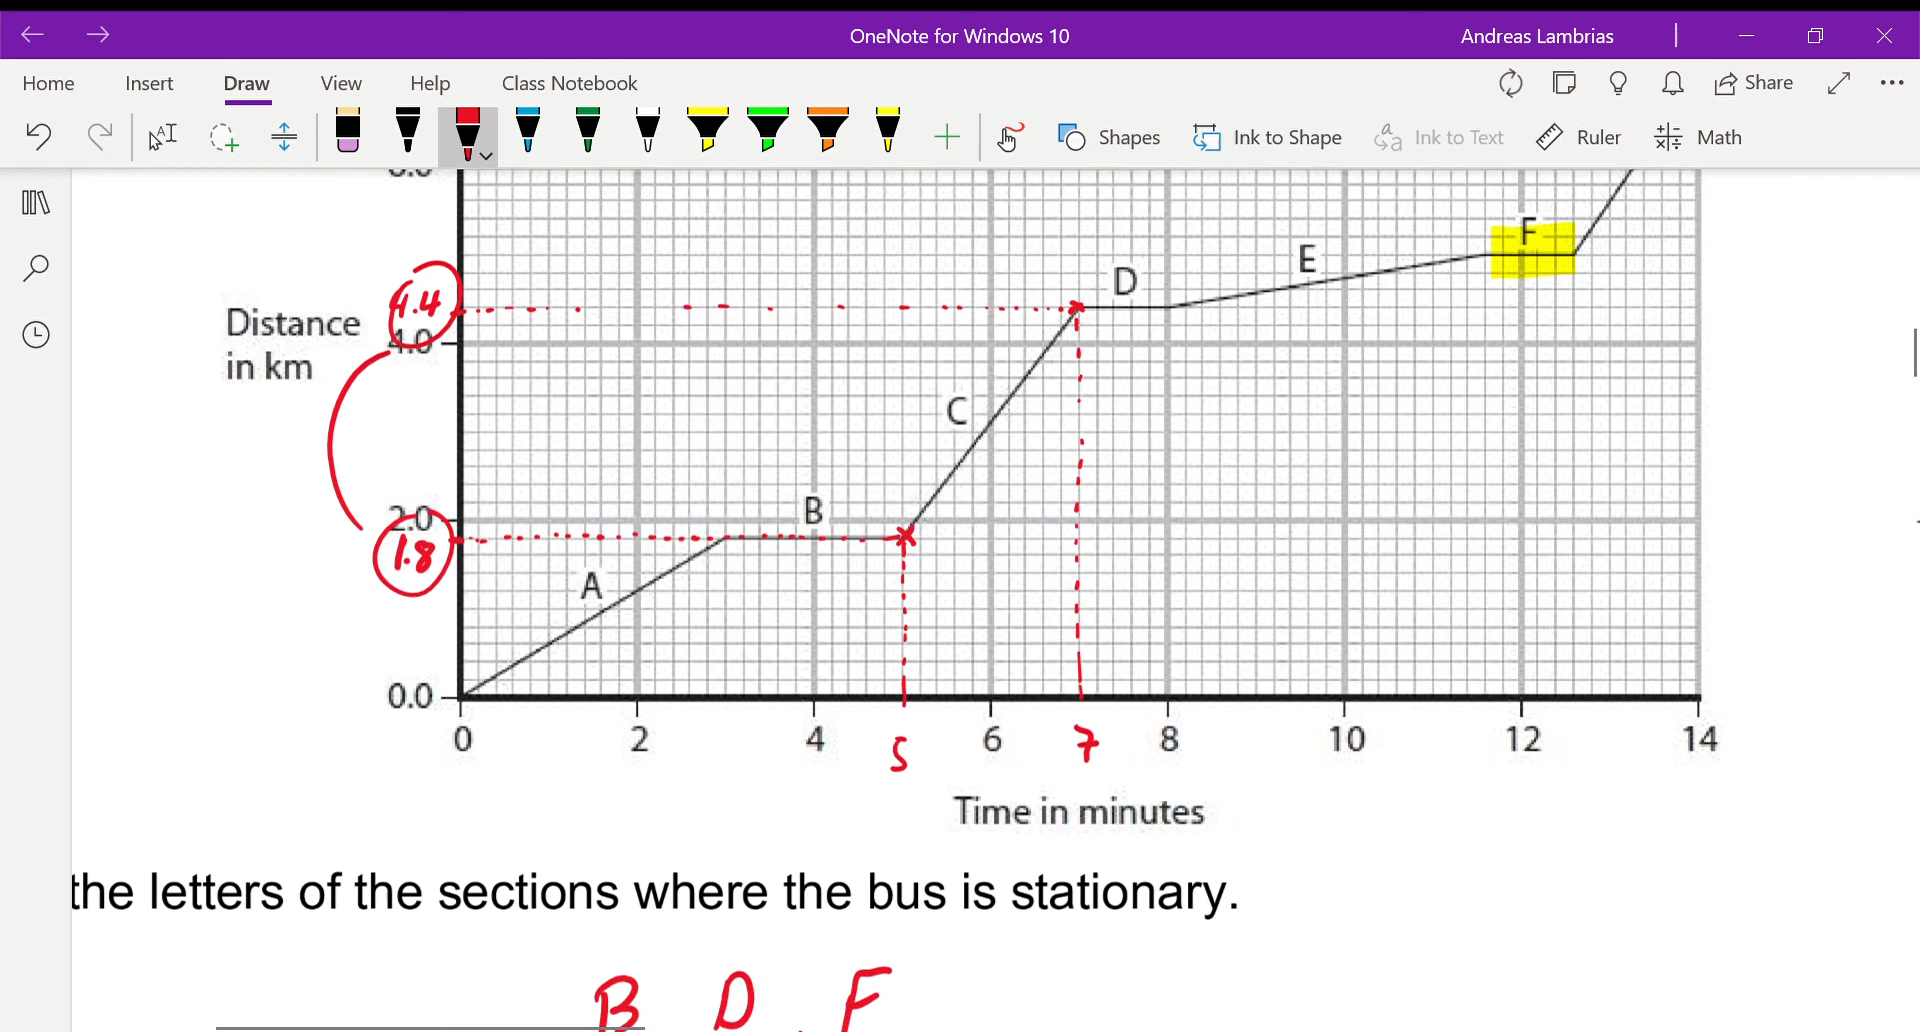 OneNote for Windows 10
Andreas Lambrias
Home Insert Draw View Help Class Notebook
Share
Shapes Ink to Shape Ink to Text Ruler Math
F
E
D
4.4
Distance
in km
4.0
C
B
2.0
1.8
A
0.0
0 2 4 5 6 7 8 10 12 14
Time in minutes
the letters of the sections where the bus is stationary.
B D F